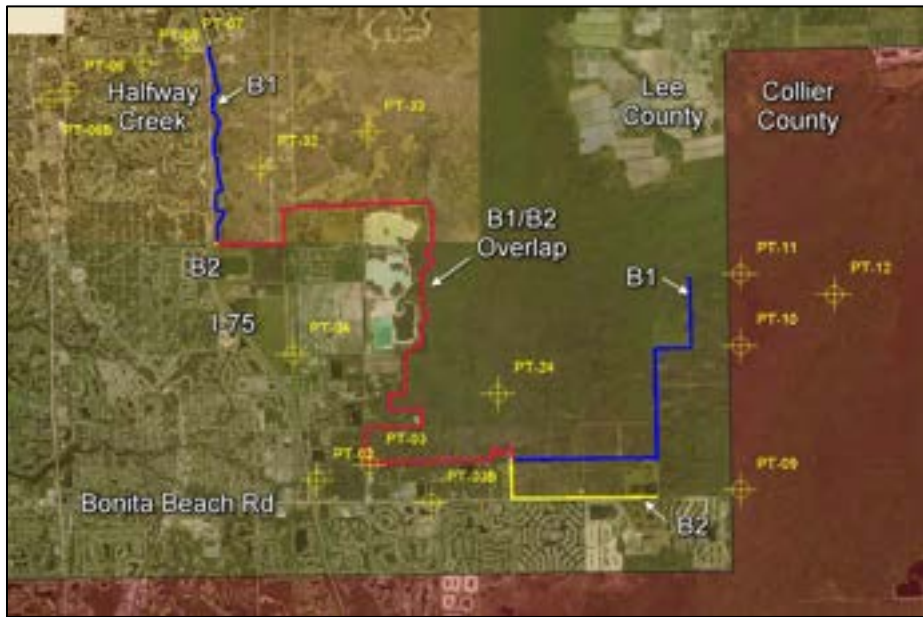 PT-07
PT-06
Halfway
Creek
B1
PT-33
PT-32
Lee
County
Collier
County
B1/B2
Overlap
B2
I-75
B1
PT-11
PT-12
PT-10
PT-24
PT-03
PT-03B
PT-09
Bonita Beach Rd
B2